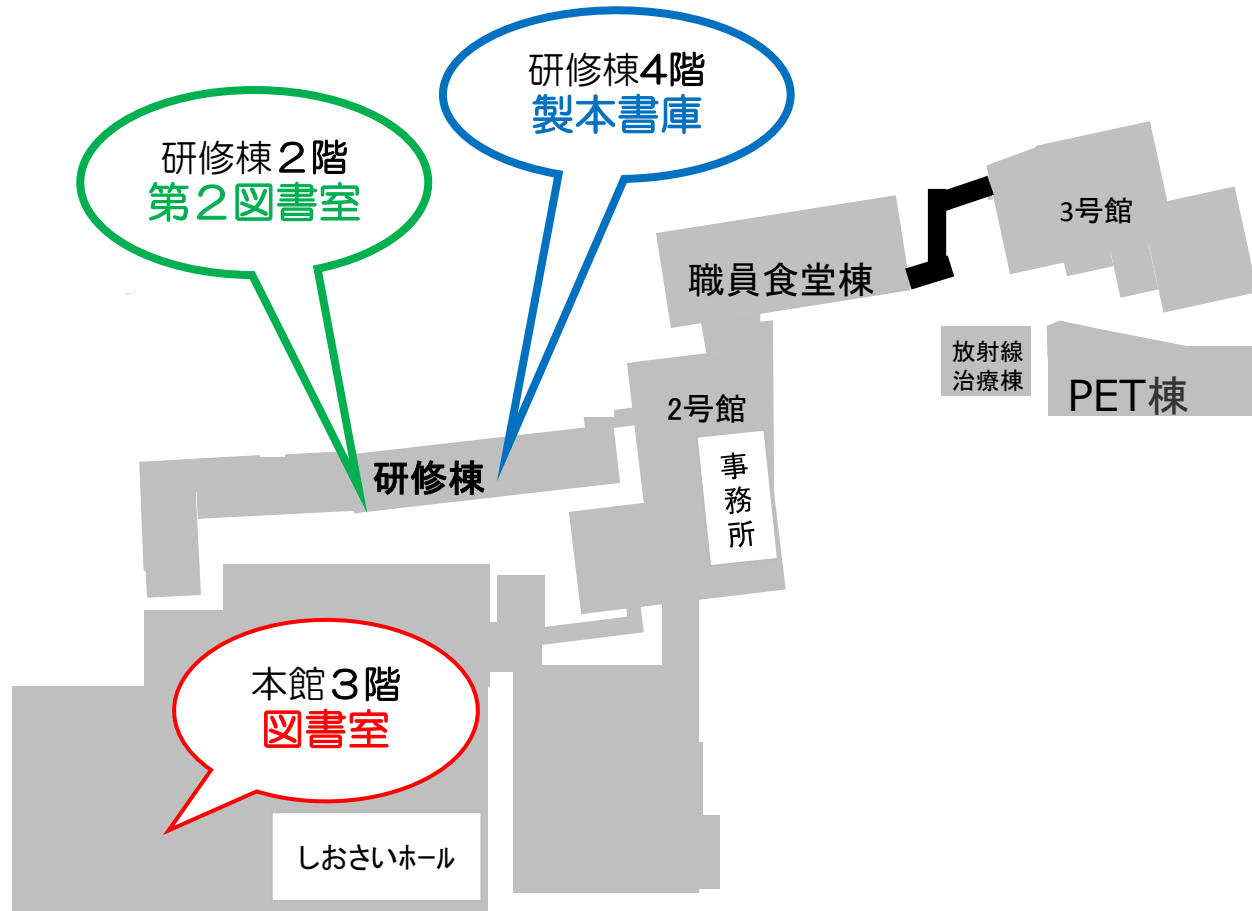 研修棟4階
製本書庫
研修棟２階
第２図書室
3号館
職員食堂棟
放射線
治療棟
PET棟
2号館
事
務
所
研修棟
本館３階
図書室
しおさいホール